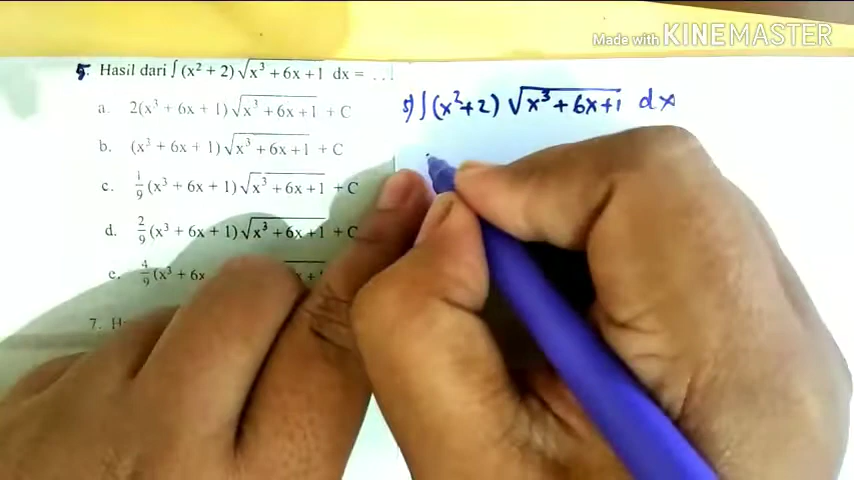 Made with KINEMASTER
5. Hasil dari ∫ (x² + 2) √(x³ + 6x + 1) dx = . . .
a. 2(x³ + 6x + 1)√(x³ + 6x + 1) + C
b. (x³ + 6x + 1)√(x³ + 6x + 1) + C
c. 1/9 (x³ + 6x + 1)√(x³ + 6x + 1) + C
d. 2/9 (x³ + 6x + 1)√(x³ + 6x + 1) + C
e. 4/9 (x³ + 6x
7.
5) ∫ (x²+2) √(x³+6x+1) dx